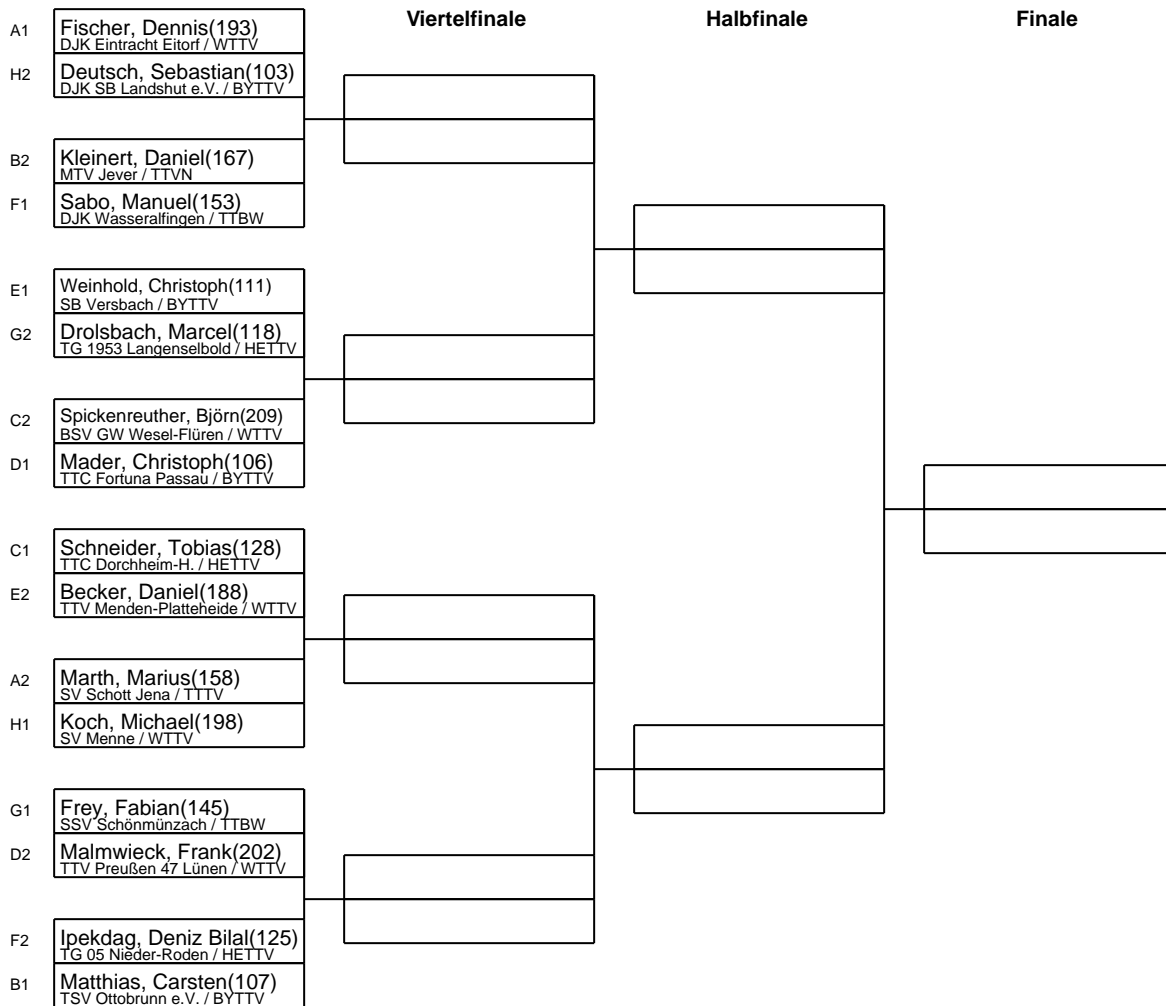 Viertelfinale Halbfinale Finale
A1 Fischer, Dennis(193)
DJK Eintracht Eitorf / WTTV
H2 Deutsch, Sebastian(103)
DJK SB Landshut e.V. / BYTTV
B2 Kleinert, Daniel(167)
MTV Jever / TTVN
F1 Sabo, Manuel(153)
DJK Wasseralfingen / TTBW
E1 Weinhold, Christoph(111)
SB Versbach / BYTTV
G2 Drolsbach, Marcel(118)
TG 1953 Langenselbold / HETTV
C2 Spickenreuther, Björn(209)
BSV GW Wesel-Flüren / WTTV
D1 Mader, Christoph(106)
TTC Fortuna Passau / BYTTV
C1 Schneider, Tobias(128)
TTC Dorchheim-H. / HETTV
E2 Becker, Daniel(188)
TTV Menden-Platteheide / WTTV
A2 Marth, Marius(158)
SV Schott Jena / TTTV
H1 Koch, Michael(198)
SV Menne / WTTV
G1 Frey, Fabian(145)
SSV Schönmünzach / TTBW
D2 Malmwieck, Frank(202)
TTV Preußen 47 Lünen / WTTV
F2 Ipekdag, Deniz Bilal(125)
TG 05 Nieder-Roden / HETTV
B1 Matthias, Carsten(107)
TSV Ottobrunn e.V. / BYTTV